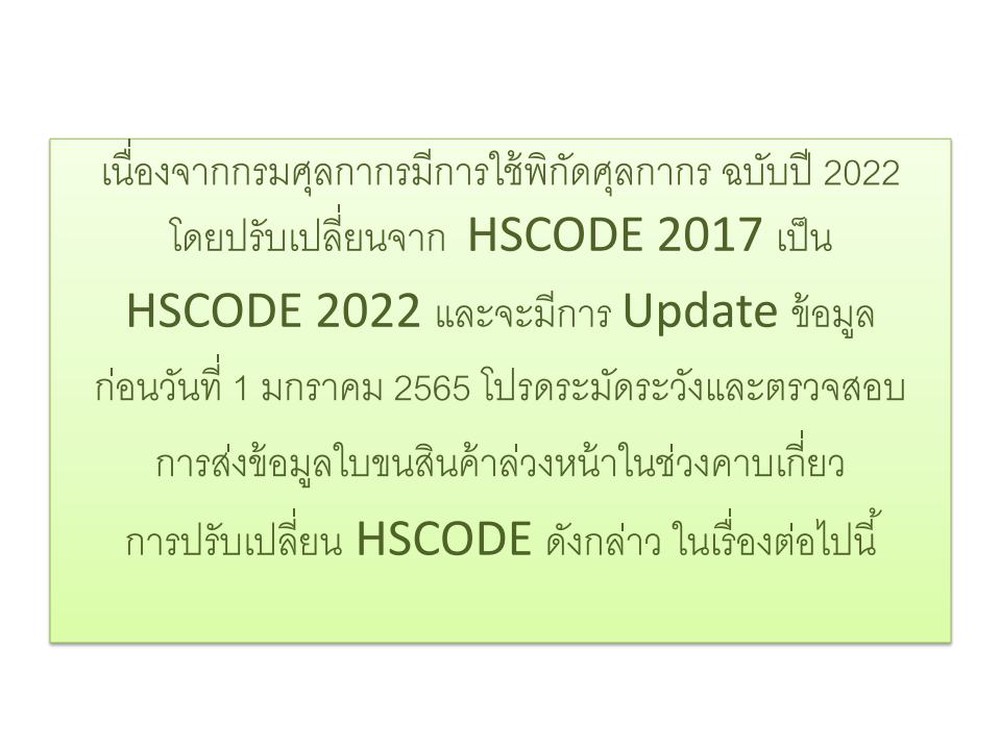 เนื่องจากกรมศุลกากรมีการใช้พิกัดศุลกากร ฉบับปี 2022
โดยปรับเปลี่ยนจาก HSCODE 2017 เป็น
HSCODE 2022 และจะมีการ Update ข้อมูล
ก่อนวันที่ 1 มกราคม 2565 โปรดระมัดระวังและตรวจสอบ
การส่งข้อมูลใบขนสินค้าล่วงหน้าในช่วงคาบเกี่ยว
การปรับเปลี่ยน HSCODE ดังกล่าว ในเรื่องต่อไปนี้